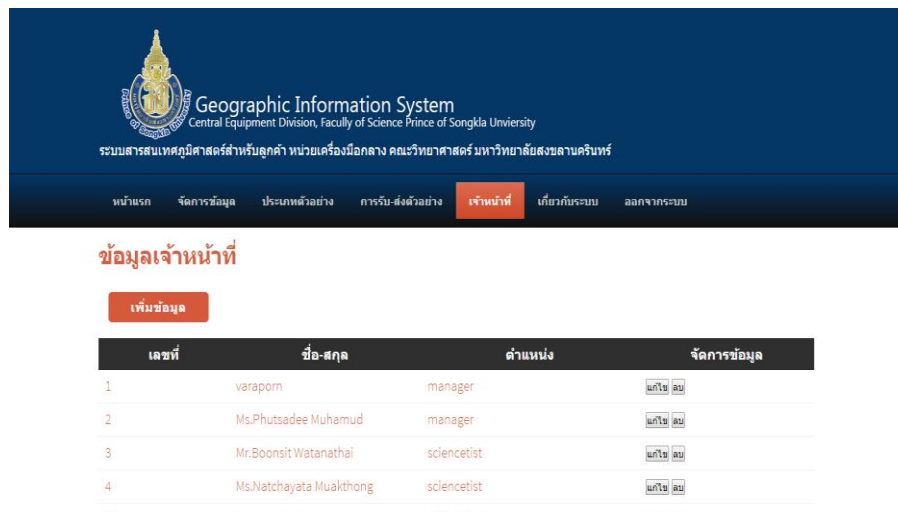 Prince of Songkla University
Geographic Information System
Central Equipment Division, Faculy of Science Prince of Songkla Unviersity
ระบบสารสนเทศภูมิศาสตร์สำหรับลูกค้า หน่วยเครื่องมือกลาง คณะวิทยาศาสตร์ มหาวิทยาลัยสงขลานครินทร์
หน้าแรก จัดการข้อมูล ประเภทตัวอย่าง การรับ-ส่งตัวอย่าง เจ้าหน้าที่ เกี่ยวกับระบบ ออกจากระบบ
ข้อมูลเจ้าหน้าที่
เพิ่มข้อมูล
เลขที่ ชื่อ-สกุล ตำแหน่ง จัดการข้อมูล
1 varaporn manager แก้ไข ลบ
2 Ms.Phutsadee Muhamud manager แก้ไข ลบ
3 Mr.Boonsit Watanathai sciencetist แก้ไข ลบ
4 Ms.Natchayata Muakthong sciencetist แก้ไข ลบ